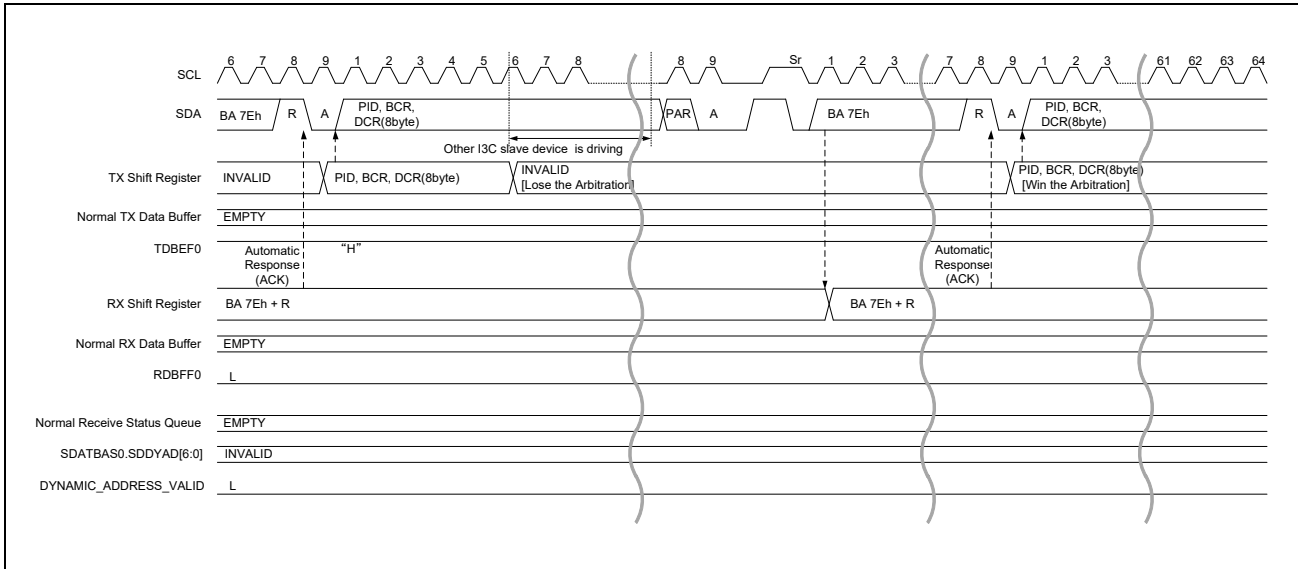 SCL 6 7 8 9 1 2 3 4 5 6 7 8 8 9 Sr 1 2 3 7 8 9 1 2 3 61 62 63 64
SDA BA 7Eh R A PID, BCR,
DCR(8byte) PAR A BA 7Eh R A PID, BCR,
DCR(8byte)
Other I3C slave device is driving
TX Shift Register INVALID PID, BCR, DCR(8byte) INVALID
[Lose the Arbitration] PID, BCR, DCR(8byte)
[Win the Arbitration]
Normal TX Data Buffer EMPTY
TDBEF0 "H"
Automatic
Response
(ACK)
Automatic
Response
(ACK)
RX Shift Register BA 7Eh + R BA 7Eh + R
Normal RX Data Buffer EMPTY
RDBFF0 L
Normal Receive Status Queue EMPTY
SDATBAS0.SDDYAD[6:0] INVALID
DYNAMIC_ADDRESS_VALID L